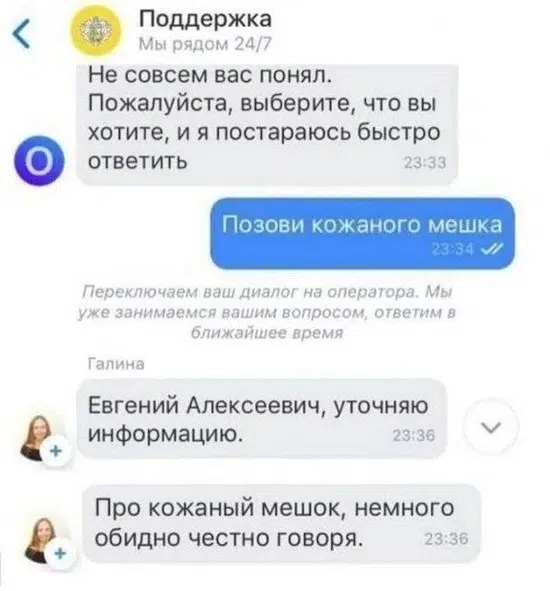 Поддержка
Мы рядом 24/7
Не совсем вас понял.
Пожалуйста, выберите, что вы
хотите, и я постараюсь быстро
ответить 23:33
О
Позови кожаного мешка
23:34
Переключаем ваш диалог на оператора. Мы
уже занимаемся вашим вопросом, ответим в
ближайшее время
Галина
Евгений Алексеевич, уточняю
информацию. 23:36
Про кожаный мешок, немного
обидно честно говоря. 23:36